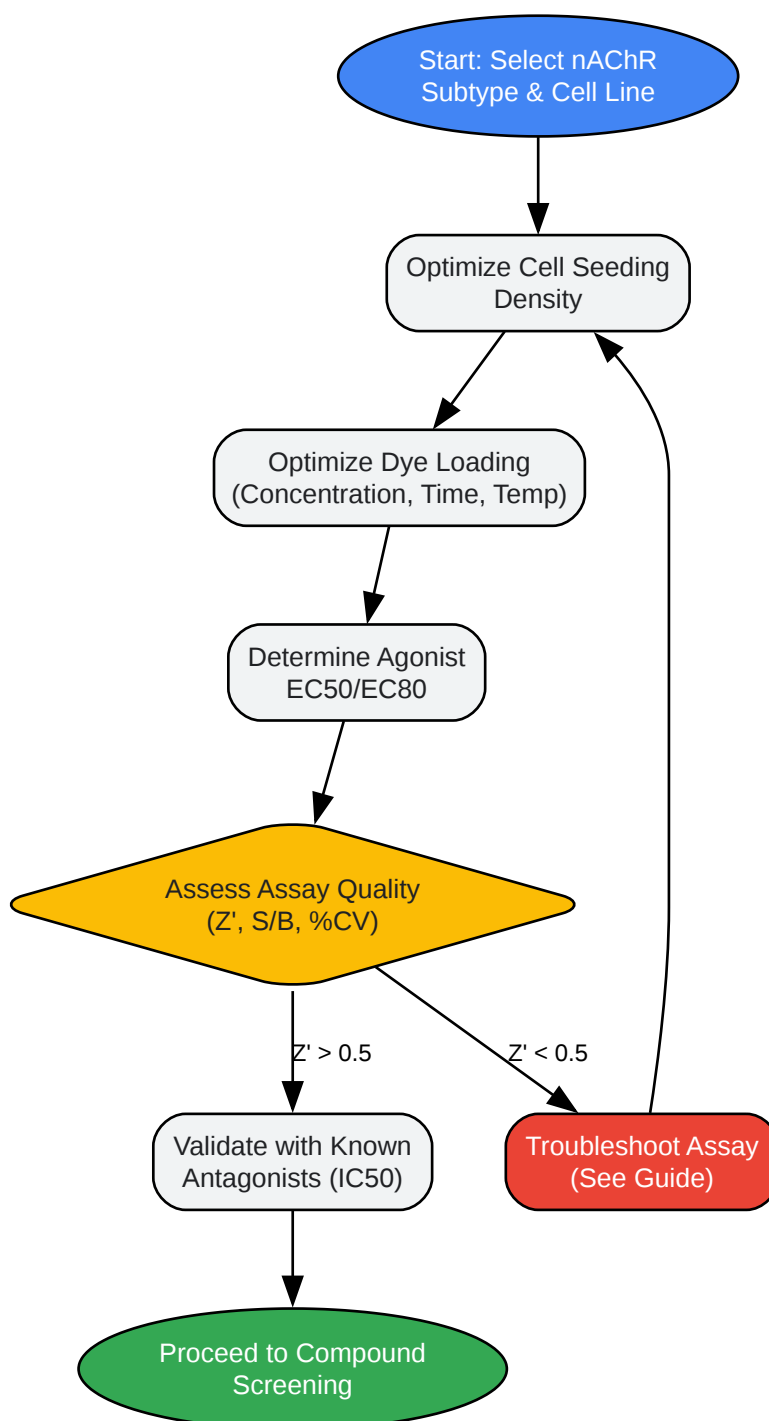 Start: Select nAChR
Subtype & Cell Line
Optimize Cell Seeding
Density
Optimize Dye Loading
(Concentration, Time, Temp)
Determine Agonist
EC50/EC80
Assess Assay Quality
(Z', S/B, %CV)
Z' > 0.5
Z' < 0.5
Validate with Known
Antagonists (IC50)
Troubleshoot Assay
(See Guide)
Proceed to Compound
Screening